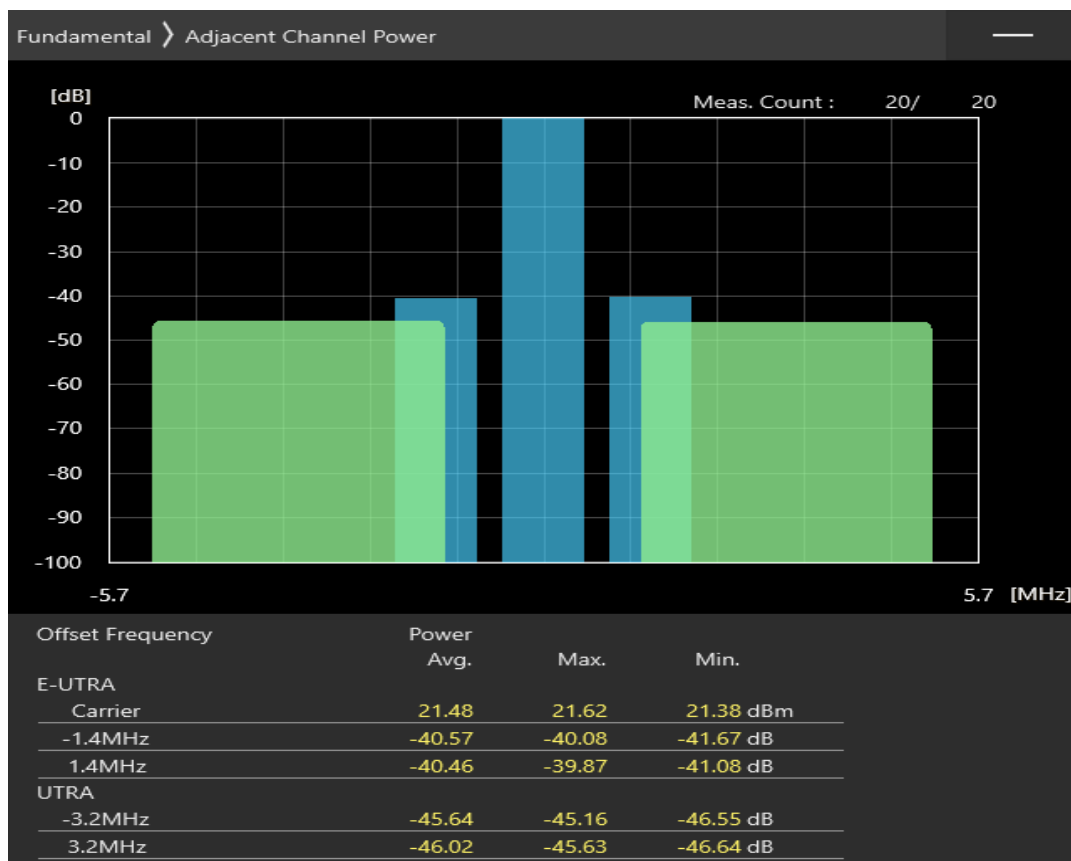 Fundamental 〉 Adjacent Channel Power
[dB]
Meas. Count : 20/ 20
0
-10
-20
-30
-40
-50
-60
-70
-80
-90
-100
-5.7 5.7 [MHz]
Offset Frequency Power
Avg. Max. Min.
E-UTRA
Carrier 21.48 21.62 21.38 dBm
-1.4MHz -40.57 -40.08 -41.67 dB
1.4MHz -40.46 -39.87 -41.08 dB
UTRA
-3.2MHz -45.64 -45.16 -46.55 dB
3.2MHz -46.02 -45.63 -46.64 dB